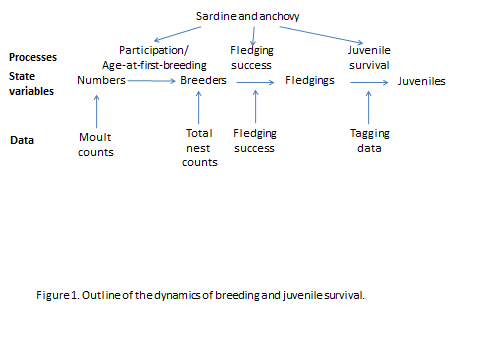 Sardine and anchovy
Processes
Participation/
Age-at-first-breeding
Fledging
success
Juvenile
survival
State
variables
Numbers
Breeders
Fledgings
Juveniles
Data
Moult
counts
Total
nest
counts
Fledging
success
Tagging
data
Figure 1. Outline of the dynamics of breeding and juvenile survival.